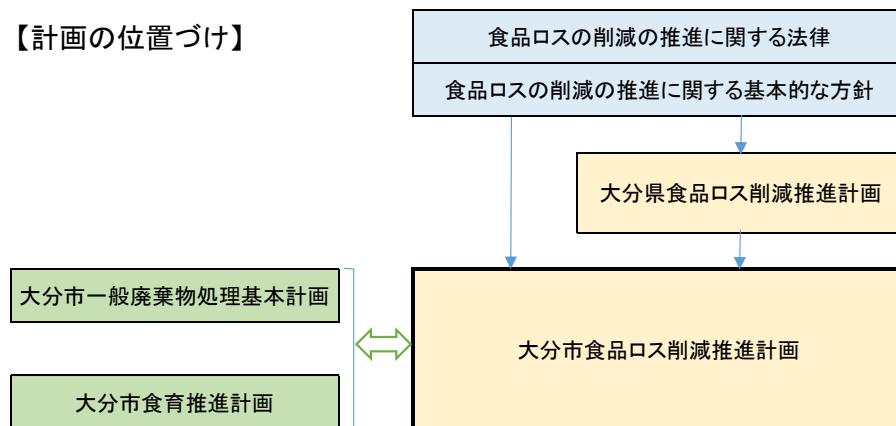 【計画の位置づけ】
食品ロスの削減の推進に関する法律
食品ロスの削減の推進に関する基本的な方針
大分県食品ロス削減推進計画
大分市一般廃棄物処理基本計画
大分市食品ロス削減推進計画
大分市食育推進計画